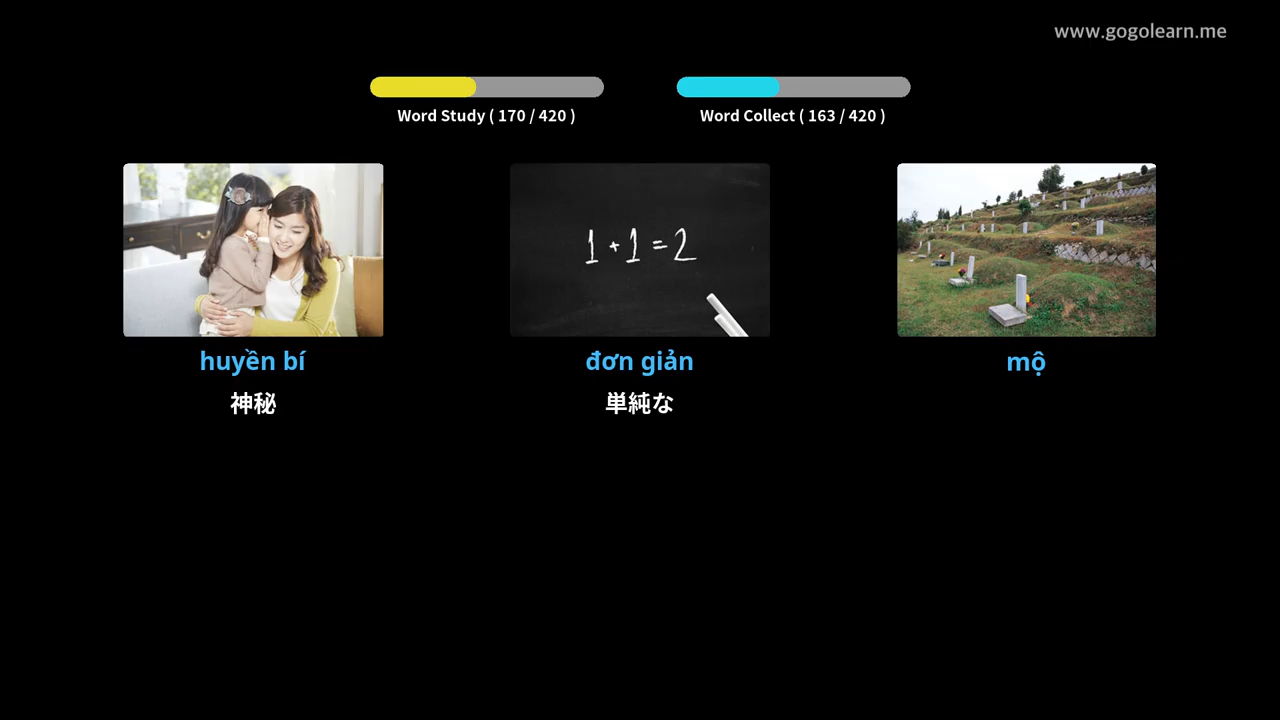 www.gogolearn.me
Word Study ( 170 / 420 )
Word Collect ( 163 / 420 )
1 + 1 = 2
huyền bí
đơn giản
mộ
神秘
単純な